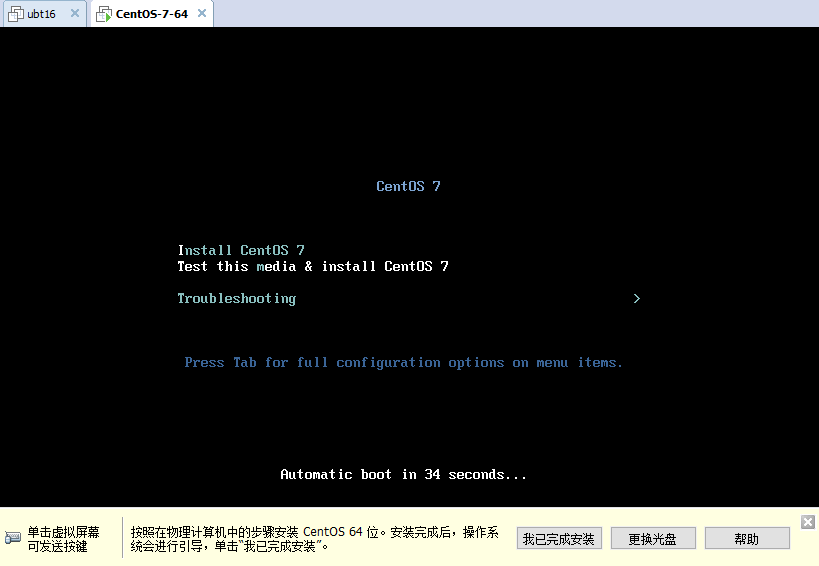 ubt16
CentOS-7-64
CentOS 7
Install CentOS 7
Test this media & install CentOS 7
Troubleshooting >
Press Tab for full configuration options on menu items.
Automatic boot in 34 seconds...
单击虚拟屏幕
可发送按键
按照在物理计算机中的步骤安装 CentOS 64 位。安装完成后，操作系
统会进行引导，单击“我已完成安装”。
我已完成安装
更换光盘
帮助